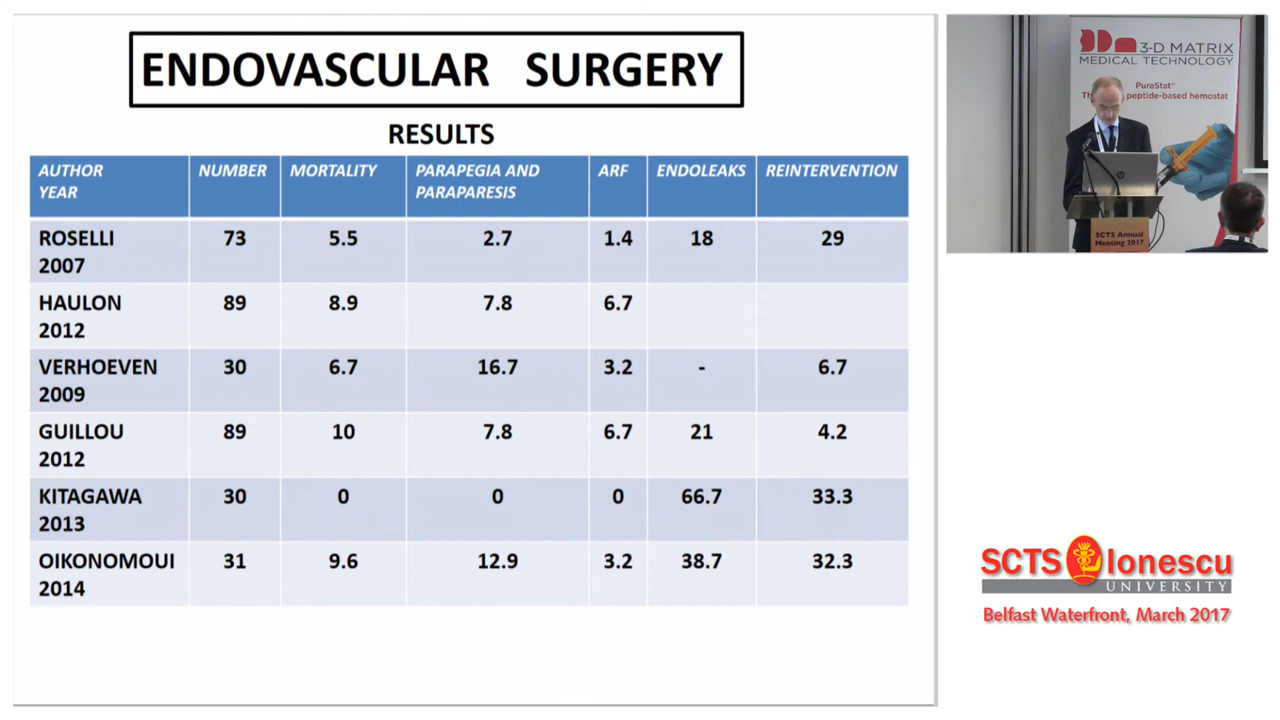 ENDOVASCULAR SURGERY
RESULTS
AUTHOR YEAR NUMBER MORTALITY PARAPEGIA AND PARAPARESIS ARF ENDOLEAKS REINTERVENTION
ROSELLI 2007 73 5.5 2.7 1.4 18 29
HAULON 2012 89 8.9 7.8 6.7
VERHOEVEN 2009 30 6.7 16.7 3.2 - 6.7
GUILLOU 2012 89 10 7.8 6.7 21 4.2
KITAGAWA 2013 30 0 0 0 66.7 33.3
OIKONOMOUI 2014 31 9.6 12.9 3.2 38.7 32.3
3-D MATRIX
MEDICAL TECHNOLOGY
PuraStat®
peptide-based hemostat
SCTS Annual
Meeting 2017
SCTS Ionescu
UNIVERSITY
Belfast Waterfront, March 2017